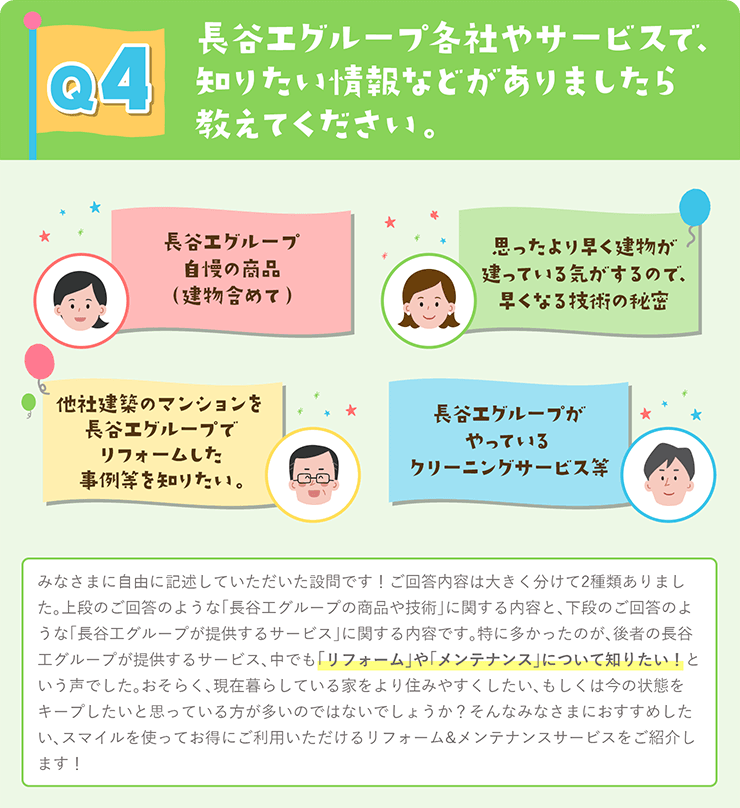 Q4
長谷工グループ各社やサービスで、
知りたい情報などがありましたら
教えてください。
長谷工グループ
自慢の商品
(建物含めて)
思ったより早く建物が
建っている気がするので、
早くなる技術の秘密
他社建築のマンションを
長谷工グループで
リフォームした
事例等を知りたい。
長谷工グループが
やっている
クリーニングサービス等
みなさまに自由に記述していただいた設問です！ご回答内容は大きく分けて2種類ありまし
た。上段のご回答のような「長谷工グループの商品や技術」に関する内容と、下段のご回答のよ
うな「長谷工グループが提供するサービス」に関する内容です。特に多かったのが、後者の長谷
工グループが提供するサービス、中でも「リフォーム」や「メンテナンス」について知りたい！と
いう声でした。おそらく、現在暮らしている家をより住みやすくしたい、もしくは今の状態を
キープしたいと思っている方が多いのではないでしょうか？そんなみなさまにおすすめした
い、スマイルを使ってお得にご利用いただけるリフォーム&メンテナンスサービスをご紹介し
ます！